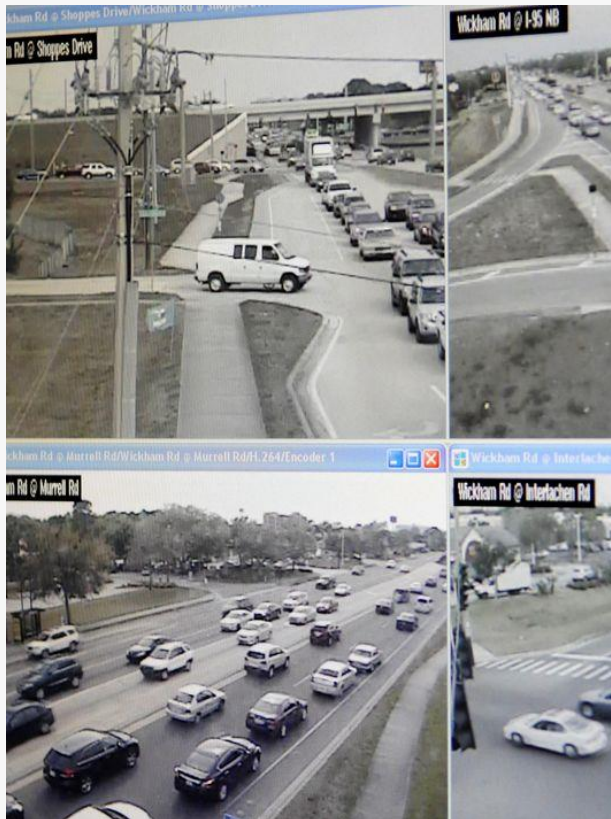 ckham Rd @ Shoppes Drive/Wickham Rd @ Shoppes
m Rd @ Shoppes Drive
Wickham Rd @ I-95 NB
ckham Rd @ Murrell Rd/Wickham Rd @ Murrell Rd/H.264/Encoder 1
m Rd @ Murrell Rd
Wickham Rd @ Interlachen
Wickham Rd @ Interlachen Rd